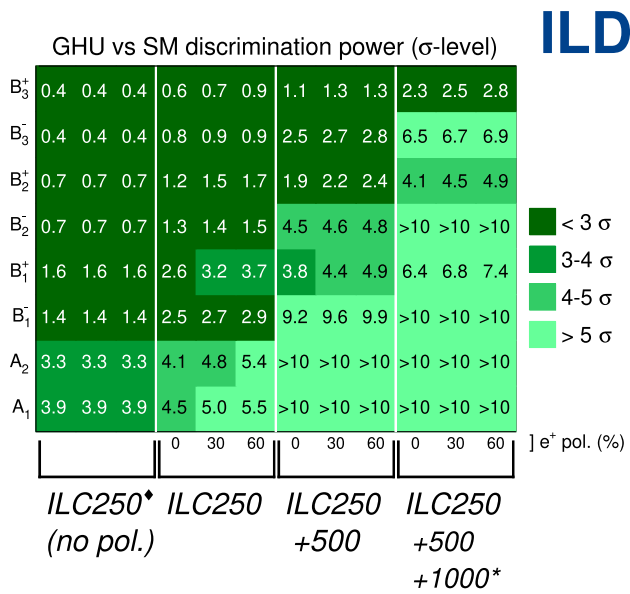 ILD
GHU vs SM discrimination power (σ-level)
B₃⁺ 0.4 0.4 0.4 0.6 0.7 0.9 1.1 1.3 1.3 2.3 2.5 2.8
B₃⁻ 0.4 0.4 0.4 0.8 0.9 0.9 2.5 2.7 2.8 6.5 6.7 6.9
B₂⁺ 0.7 0.7 0.7 1.2 1.5 1.7 1.9 2.2 2.4 4.1 4.5 4.9
B₂⁻ 0.7 0.7 0.7 1.3 1.4 1.5 4.5 4.6 4.8 >10 >10 >10
B₁⁺ 1.6 1.6 1.6 2.6 3.2 3.7 3.8 4.4 4.9 6.4 6.8 7.4
B₁⁻ 1.4 1.4 1.4 2.5 2.7 2.9 9.2 9.6 9.9 >10 >10 >10
A₂ 3.3 3.3 3.3 4.1 4.8 5.4 >10 >10 >10 >10 >10 >10
A₁ 3.9 3.9 3.9 4.5 5.0 5.5 >10 >10 >10 >10 >10 >10
< 3 σ
3-4 σ
4-5 σ
> 5 σ
0 30 60 0 30 60 0 30 60 ] e⁺ pol. (%)
ILC250♦ ILC250 ILC250 ILC250
(no pol.) +500 +500
+1000*